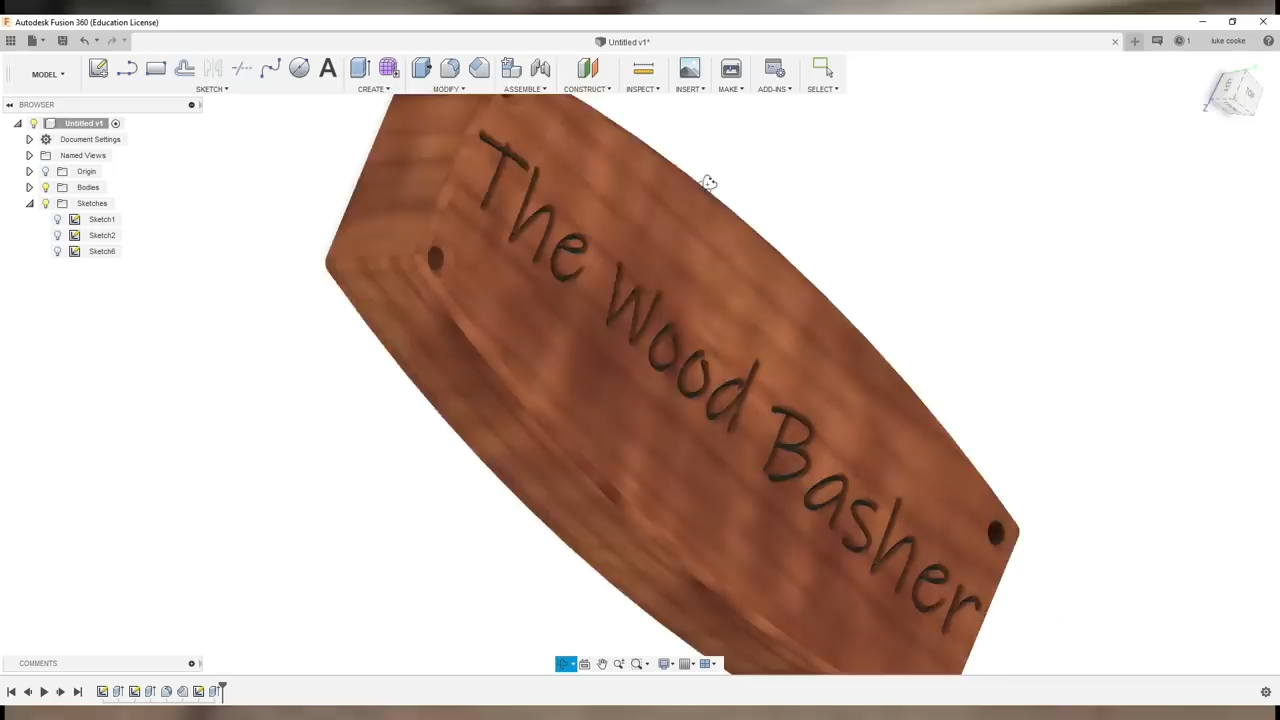 Autodesk Fusion 360 (Education License)
Untitled v1*
1
luke cooke
MODEL
SKETCH
CREATE
MODIFY
ASSEMBLE
CONSTRUCT
INSPECT
INSERT
MAKE
ADD-INS
SELECT
BROWSER
Untitled v1
Document Settings
Named Views
Origin
Bodies
Sketches
Sketch1
Sketch2
Sketch6
The Wood Basher
TOP
Z
COMMENTS